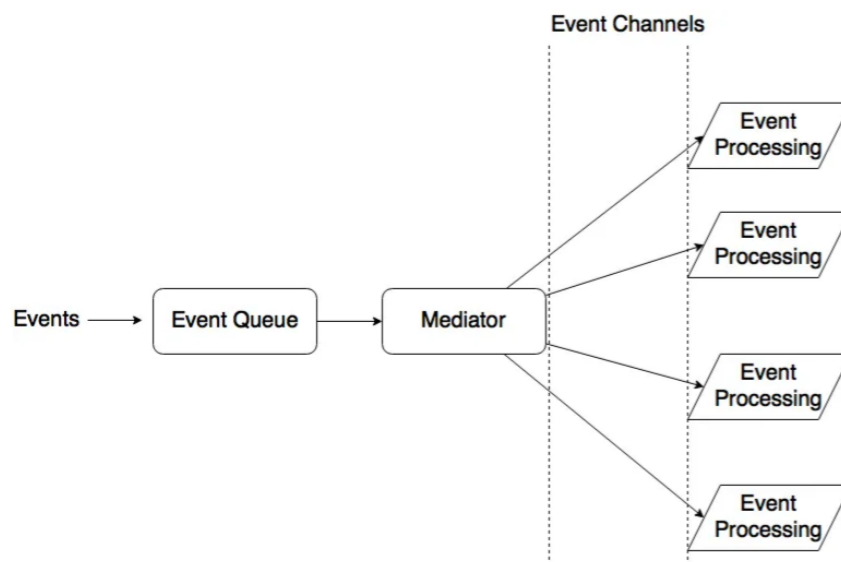 Event Channels
Event
Processing
Event
Processing
Events
Event Queue
Mediator
Event
Processing
Event
Processing